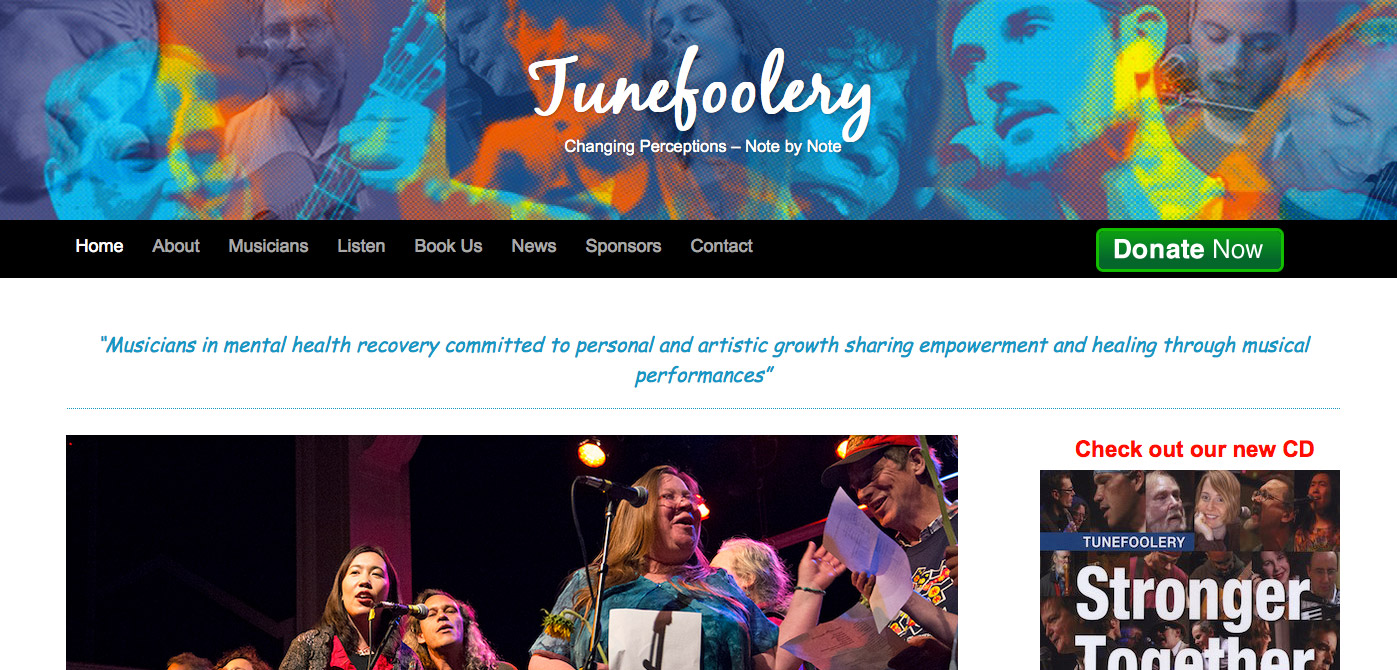 Tunefoolery
Changing Perceptions – Note by Note
Home About Musicians Listen Book Us News Sponsors Contact
Donate Now
“Musicians in mental health recovery committed to personal and artistic growth sharing empowerment and healing through musical
performances”
Check out our new CD
TUNEFOOLERY
Stronger
Together